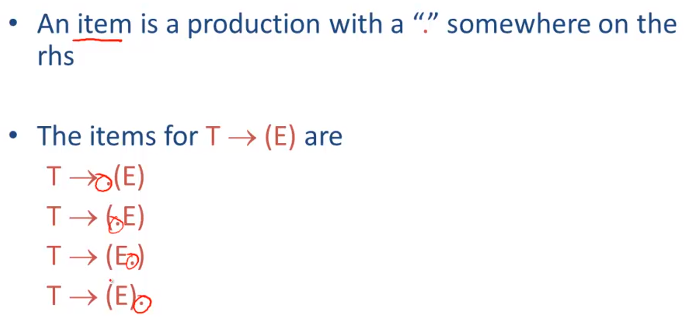 • An item is a production with a “.” somewhere on the
rhs
• The items for T → (E) are
T → .(E)
T → (.E)
T → (E.)
T → (E).